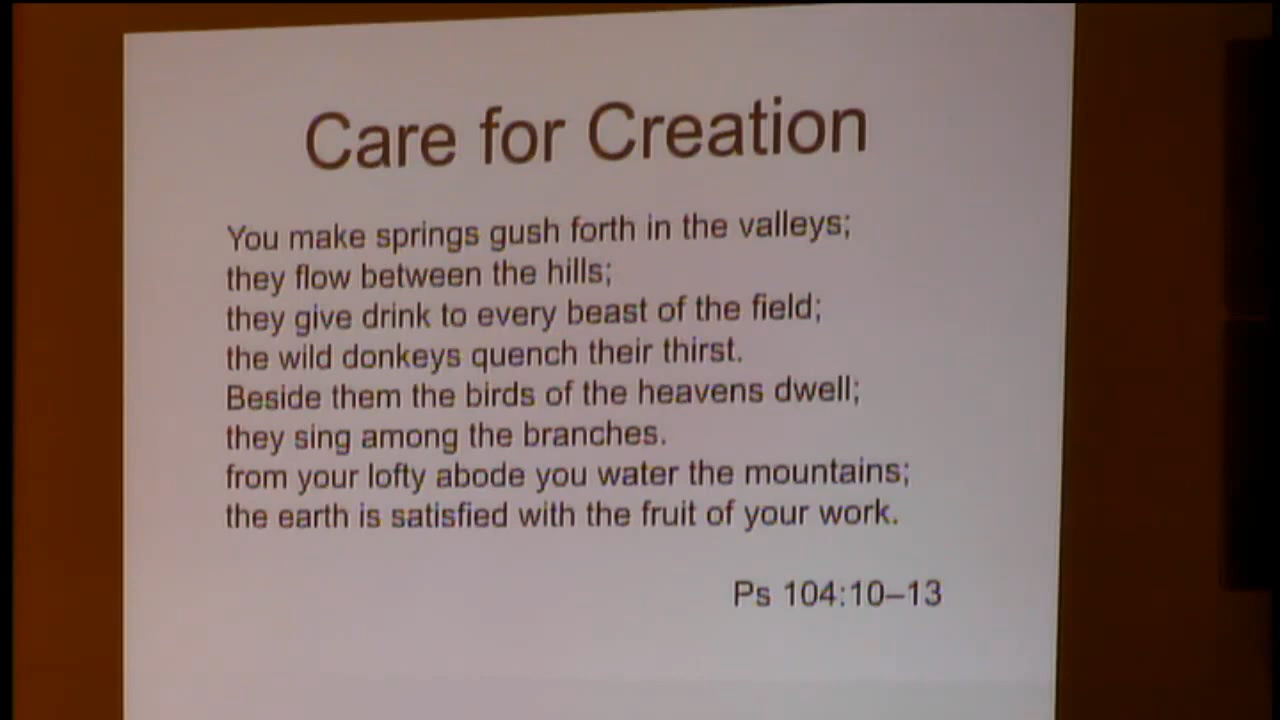 Care for Creation
You make springs gush forth in the valleys;
they flow between the hills;
they give drink to every beast of the field;
the wild donkeys quench their thirst.
Beside them the birds of the heavens dwell;
they sing among the branches.
from your lofty abode you water the mountains;
the earth is satisfied with the fruit of your work.
Ps 104:10–13